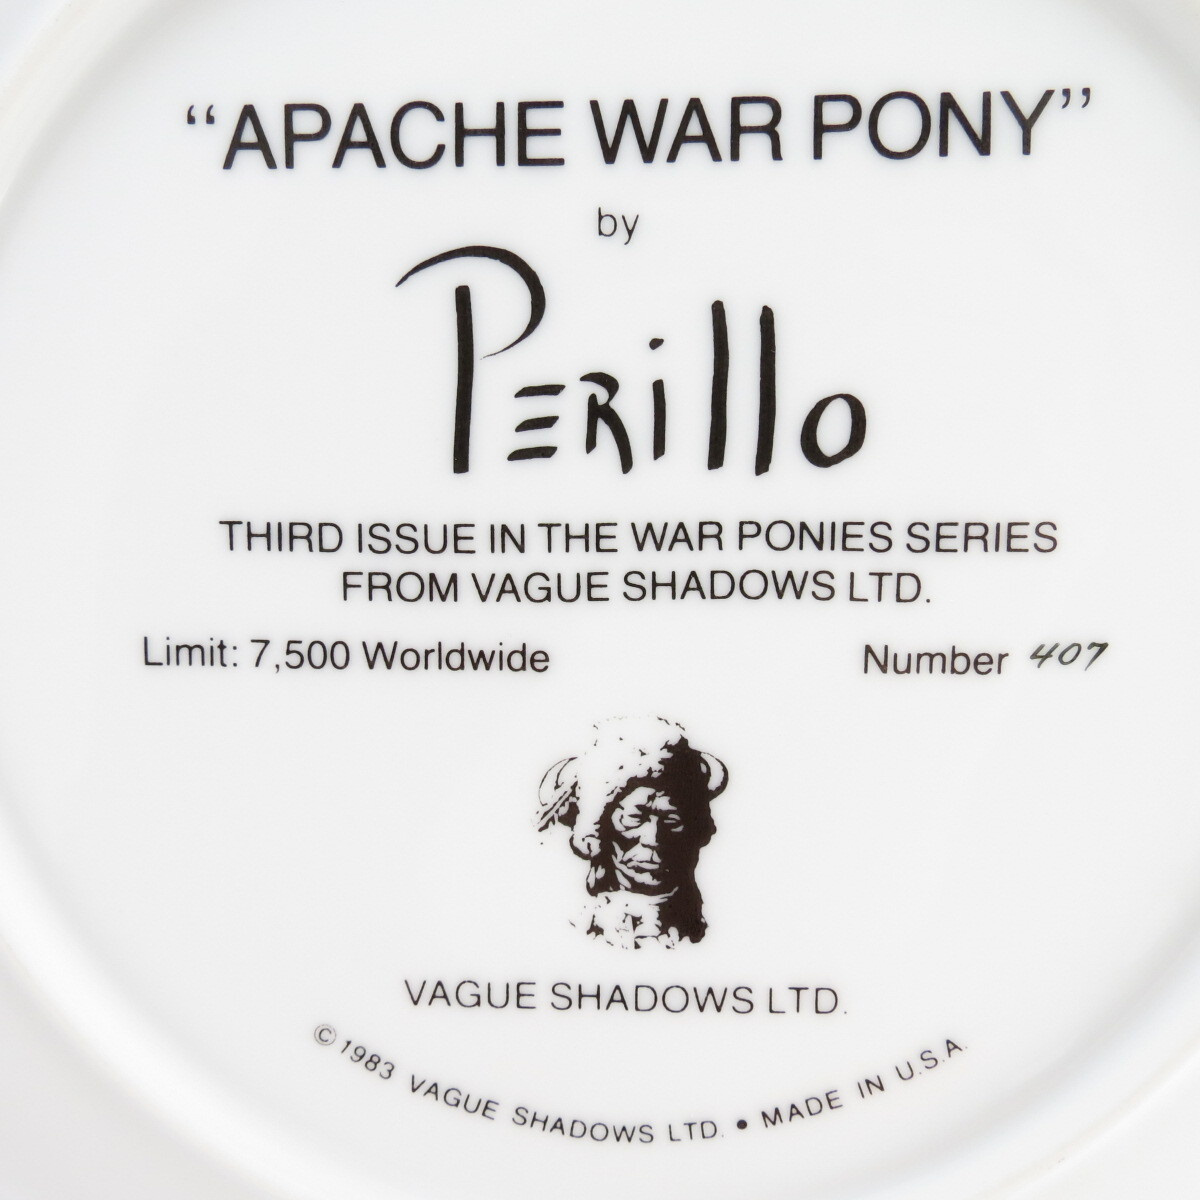 “APACHE WAR PONY”
by
PERillo
THIRD ISSUE IN THE WAR PONIES SERIES
FROM VAGUE SHADOWS LTD.
Limit: 7,500 Worldwide Number 407
VAGUE SHADOWS LTD.
© 1983 VAGUE SHADOWS LTD. • MADE IN U.S.A.